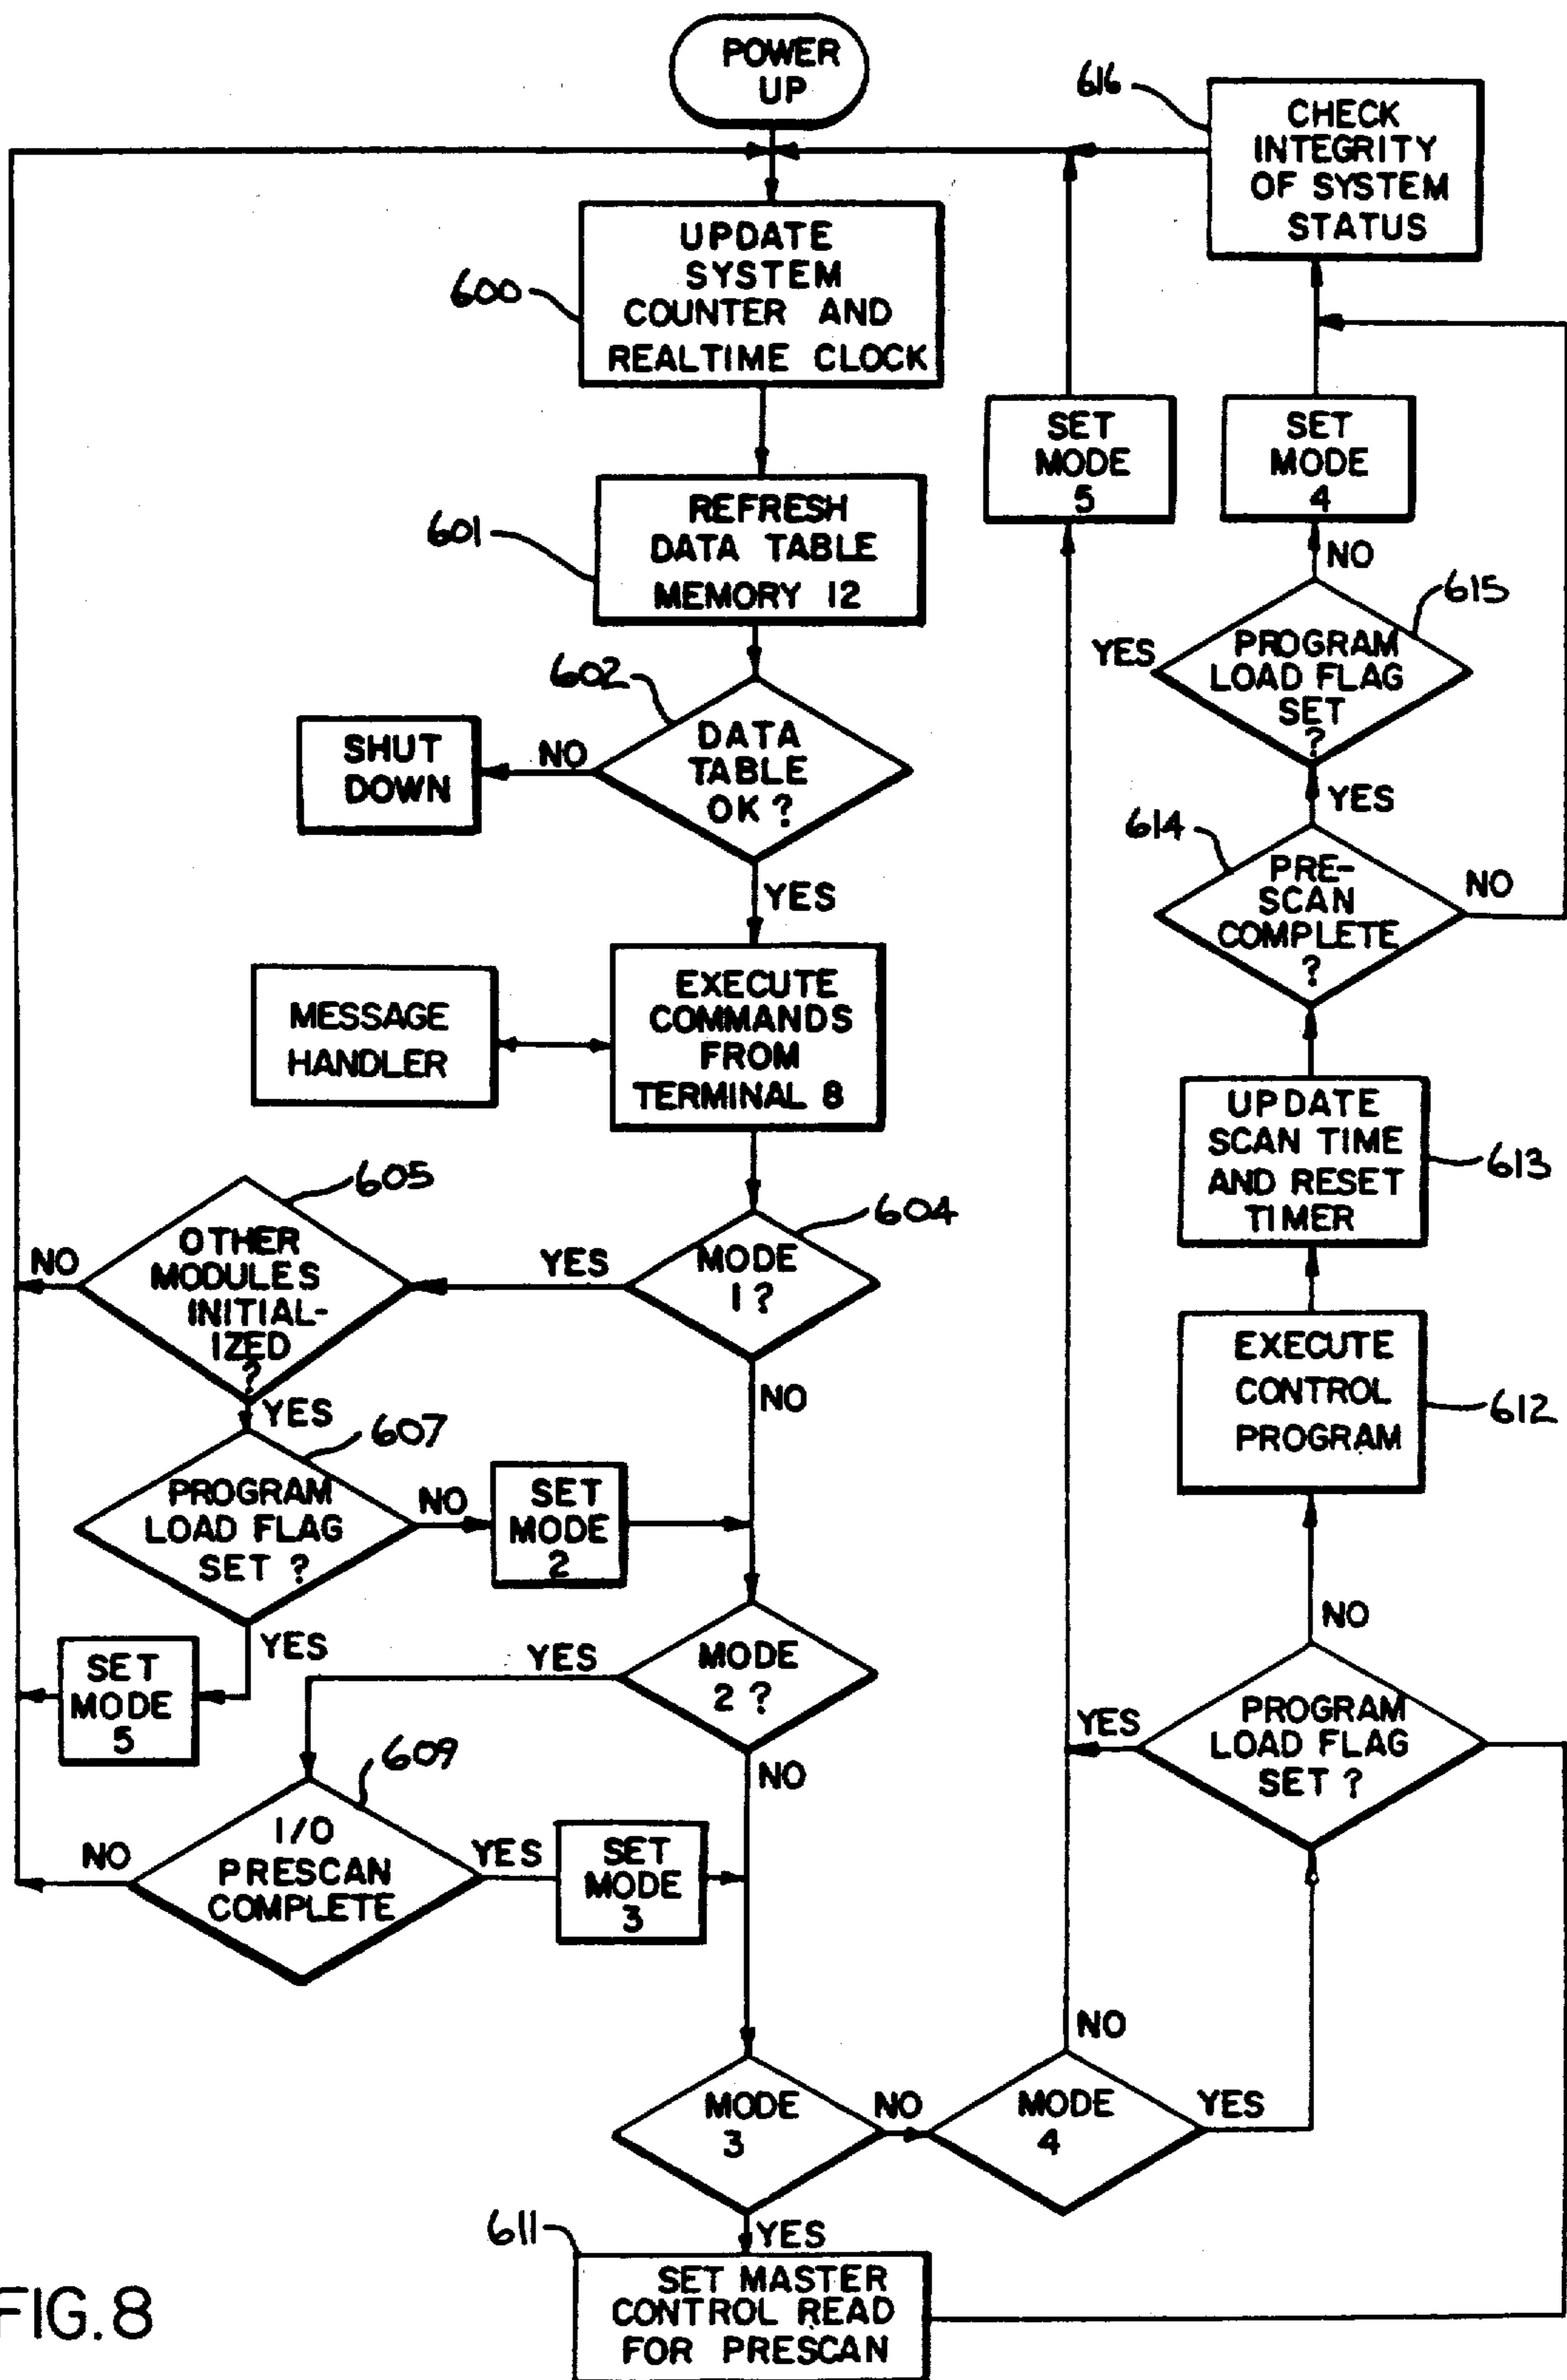 POWER
UP
616
CHECK
INTEGRITY
OF SYSTEM
STATUS
600
UPDATE
SYSTEM
COUNTER AND
REALTIME CLOCK
SET
MODE
5
SET
MODE
4
601
REFRESH
DATA TABLE
MEMORY 12
NO
615
YES
PROGRAM
LOAD FLAG
SET
?
602
SHUT
DOWN
NO
DATA
TABLE
OK ?
YES
YES
614
PRE-
SCAN
COMPLETE
?
NO
MESSAGE
HANDLER
EXECUTE
COMMANDS
FROM
TERMINAL 8
UPDATE
SCAN TIME
AND RESET
TIMER
613
605
604
NO
OTHER
MODULES
INITIAL-
IZED
?
YES
MODE
1 ?
NO
EXECUTE
CONTROL
PROGRAM
612
YES
607
PROGRAM
LOAD FLAG
SET ?
NO
SET
MODE
2
YES
SET
MODE
5
YES
MODE
2 ?
NO
NO
YES
PROGRAM
LOAD FLAG
SET ?
609
NO
I/O
PRESCAN
COMPLETE
YES
SET
MODE
3
NO
MODE
3
NO
MODE
4
YES
611
YES
SET MASTER
CONTROL READ
FOR PRESCAN
FIG. 8